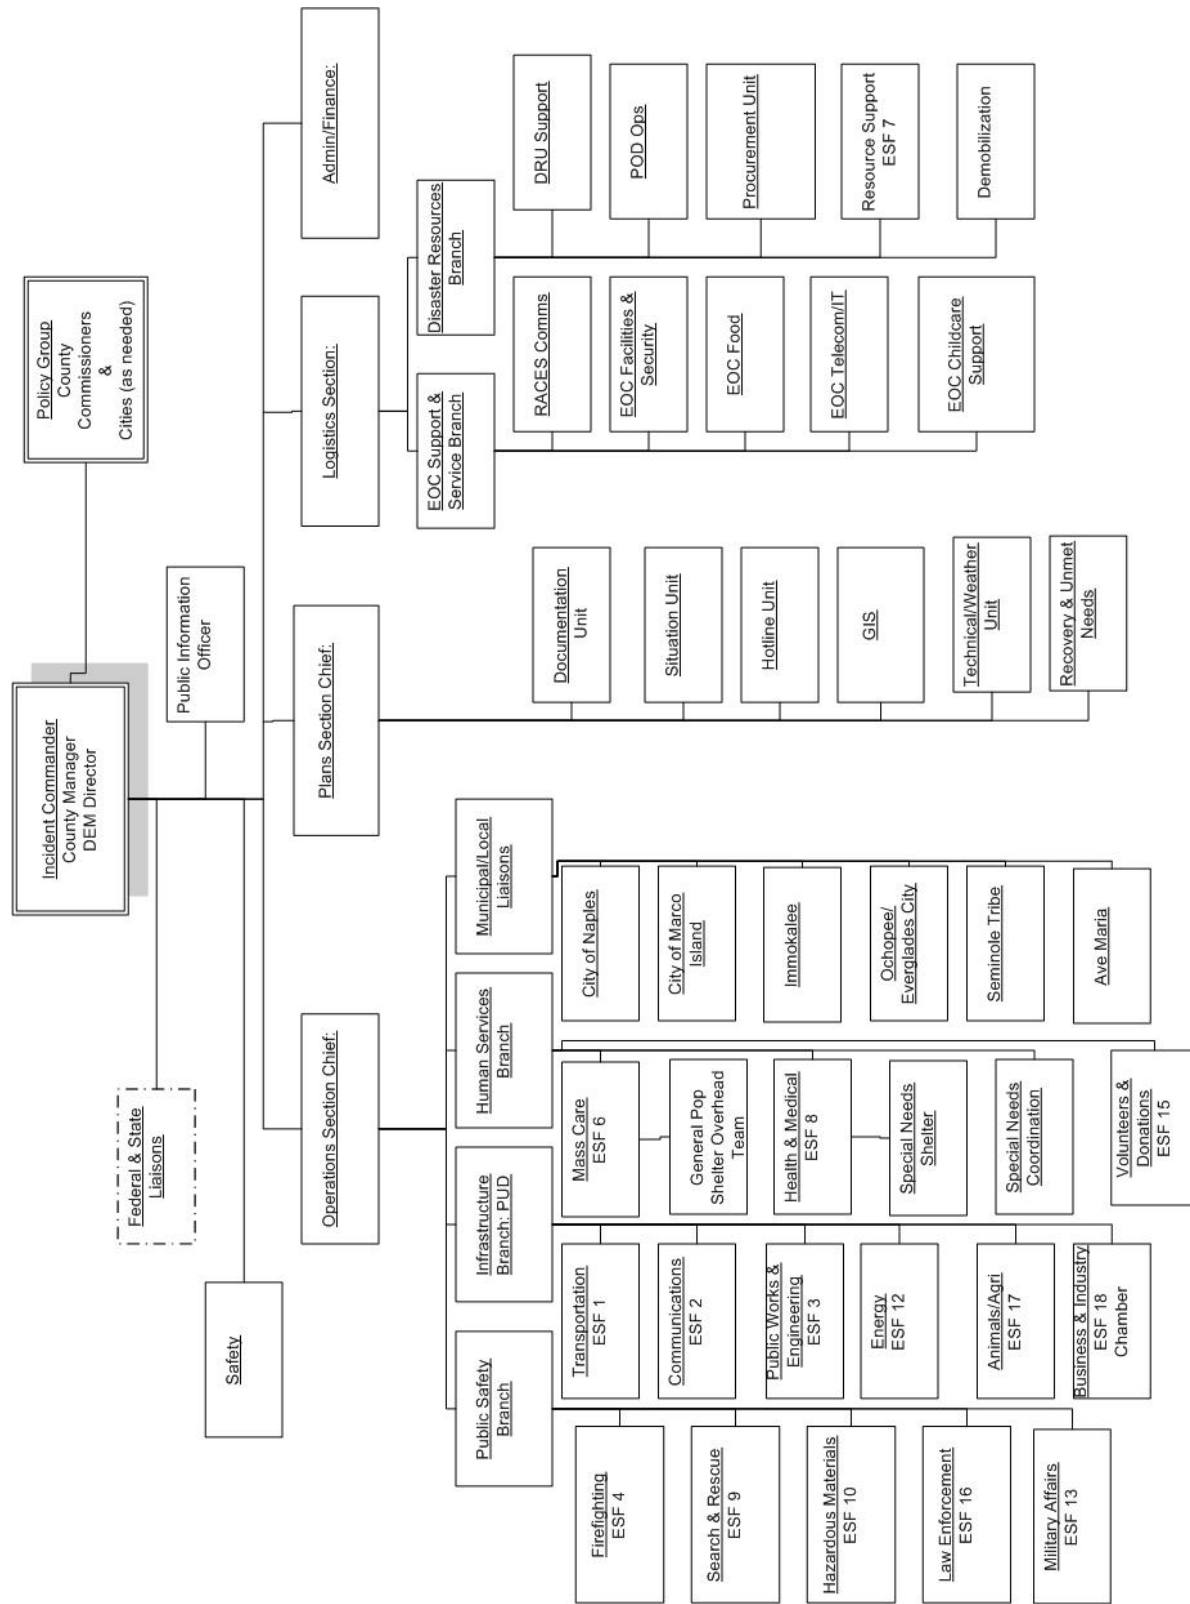 Policy Group
County
Commissioners
&
Cities (as needed)
Incident Commander
County Manager
DEM Director
Public Information
Officer
Federal & State
Liaisons
Safety
Operations Section Chief:
Plans Section Chief:
Logistics Section:
Admin/Finance:
Public Safety
Branch
Infrastructure
Branch: PUD
Human Services
Branch
Municipal/Local
Liaisons
EOC Support &
Service Branch
Disaster Resources
Branch
Firefighting
ESF 4
Search & Rescue
ESF 9
Hazardous Materials
ESF 10
Law Enforcement
ESF 16
Military Affairs
ESF 13
Transportation
ESF 1
Communications
ESF 2
Public Works &
Engineering
ESF 3
Energy
ESF 12
Animals/Agri
ESF 17
Business & Industry
ESF 18
Chamber
Mass Care
ESF 6
General Pop
Shelter Overhead
Team
Health & Medical
ESF 8
Special Needs
Shelter
Special Needs
Coordination
Volunteers &
Donations
ESF 15
City of Naples
City of Marco
Island
Immokalee
Ochopee/
Everglades City
Seminole Tribe
Ave Maria
Documentation
Unit
Situation Unit
Hotline Unit
GIS
Technical/Weather
Unit
Recovery & Unmet
Needs
RACES Comms
EOC Facilities &
Security
EOC Food
EOC Telecom/IT
EOC Childcare
Support
DRU Support
POD Ops
Procurement Unit
Resource Support
ESF 7
Demobilization